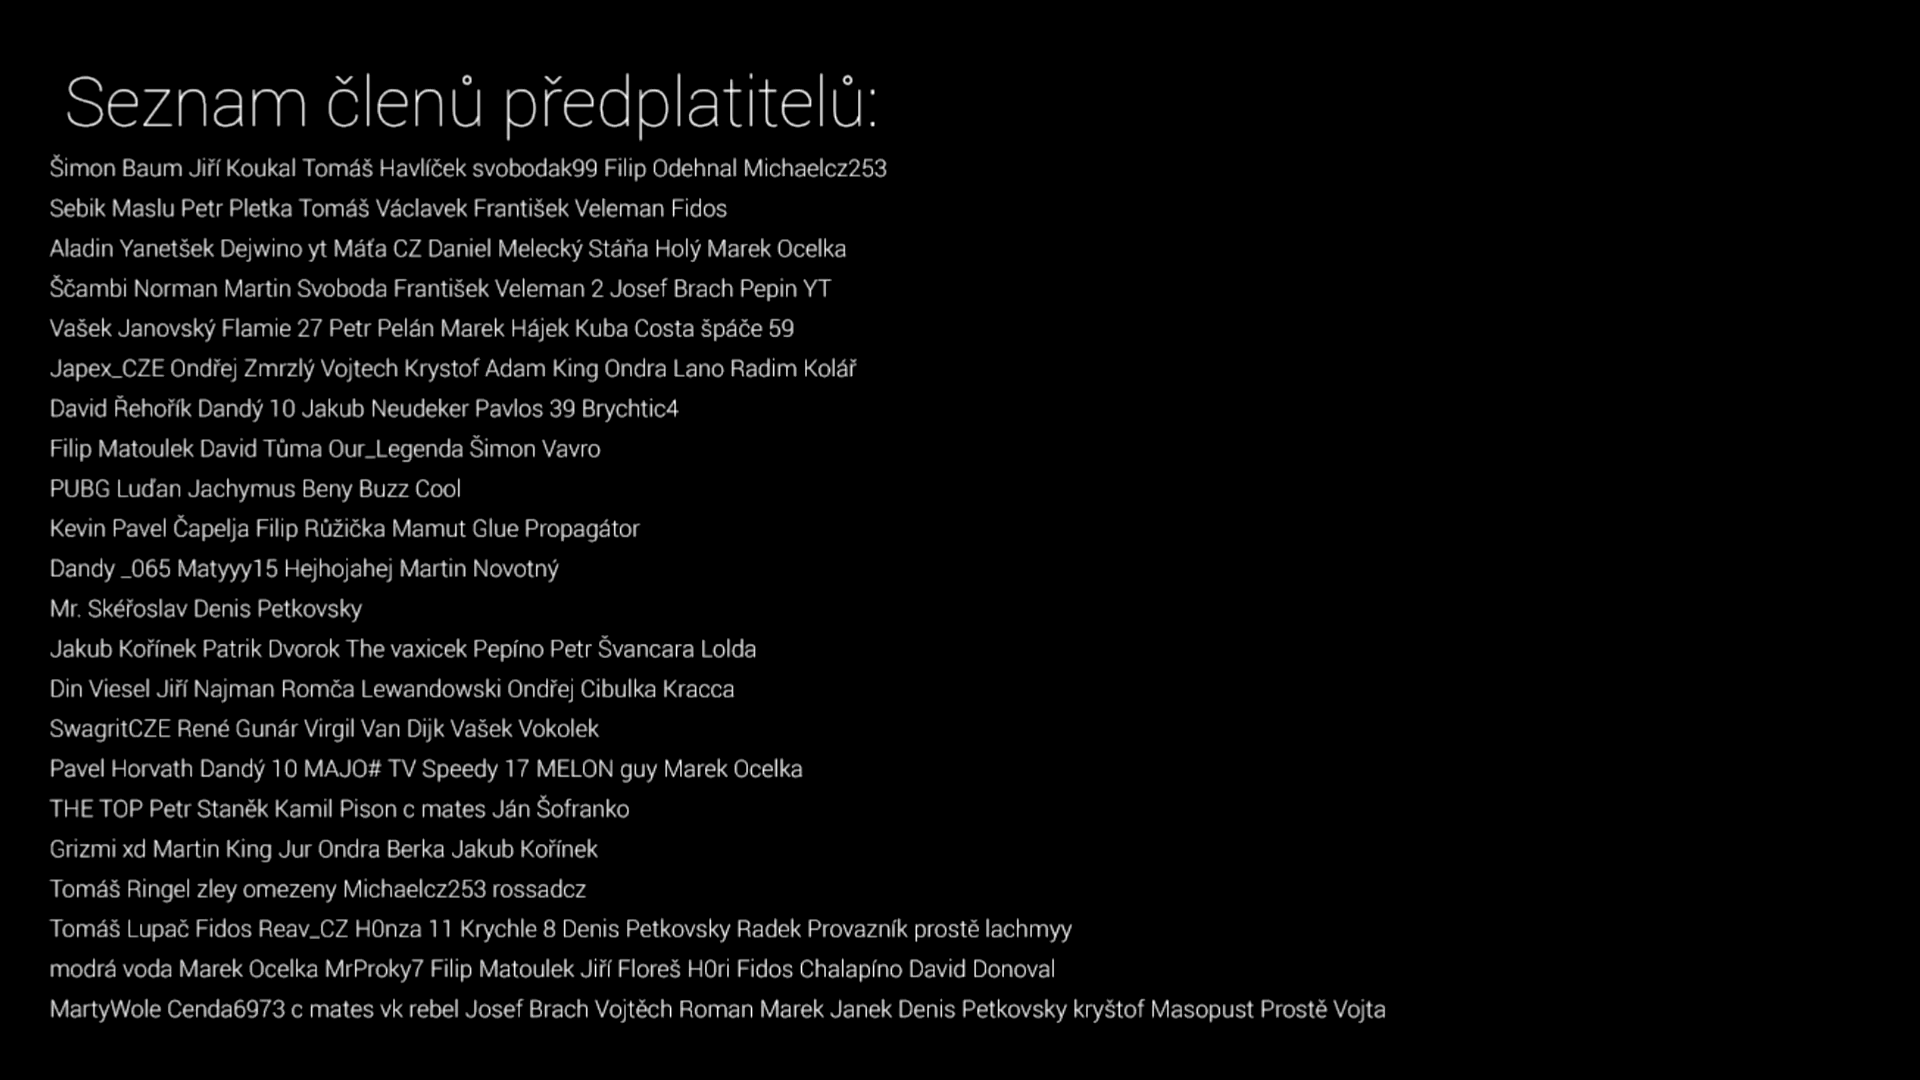 Seznam členů předplatitelů:
Šimon Baum Jiří Koukal Tomáš Havlíček svobodak99 Filip Odehnal Michaelcz253
Sebik Maslu Petr Pletka Tomáš Václavek František Veleman Fidos
Aladin Yanetšek Dejwino yt Máťa CZ Daniel Melecký Stáňa Holý Marek Ocelka
Ščambi Norman Martin Svoboda František Veleman 2 Josef Brach Pepin YT
Vašek Janovský Flamie 27 Petr Pelán Marek Hájek Kuba Costa špáče 59
Japex_CZE Ondřej Zmrzlý Vojtech Krystof Adam King Ondra Lano Radim Kolář
David Řehořík Dandý 10 Jakub Neudeker Pavlos 39 Brychtic4
Filip Matoulek David Tůma Our_Legenda Šimon Vavro
PUBG Luďan Jachymus Beny Buzz Cool
Kevin Pavel Čapelja Filip Růžička Mamut Glue Propagátor
Dandy _065 Matyyy15 Hejhojahej Martin Novotný
Mr. Skéřoslav Denis Petkovsky
Jakub Kořínek Patrik Dvorok The vaxicek Pepíno Petr Švancara Lolda
Din Viesel Jiří Najman Romča Lewandowski Ondřej Cibulka Kracca
SwagritCZE René Gunár Virgil Van Dijk Vašek Vokolek
Pavel Horvath Dandý 10 MAJO# TV Speedy 17 MELON guy Marek Ocelka
THE TOP Petr Staněk Kamil Pison c mates Ján Šofranko
Grizmi xd Martin King Jur Ondra Berka Jakub Kořínek
Tomáš Ringel zley omezeny Michaelcz253 rossadcz
Tomáš Lupač Fidos Reav_CZ H0nza 11 Krychle 8 Denis Petkovsky Radek Provazník prostě lachmyy
modrá voda Marek Ocelka MrProky7 Filip Matoulek Jiří Floreš H0ri Fidos Chalapíno David Donoval
MartyWole Cenda6973 c mates vk rebel Josef Brach Vojtěch Roman Marek Janek Denis Petkovsky kryštof Masopust Prostě Vojta